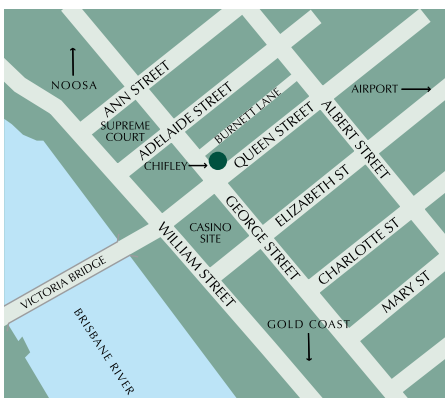 NOOSA
ANN STREET
ADELAIDE STREET
SUPREME
COURT
BURNETT LANE
AIRPORT
CHIFLEY
QUEEN STREET
ALBERT STREET
CASINO
SITE
GEORGE STREET
ELIZABETH ST
WILLIAM STREET
CHARLOTTE ST
VICTORIA BRIDGE
MARY ST
BRISBANE RIVER
GOLD COAST